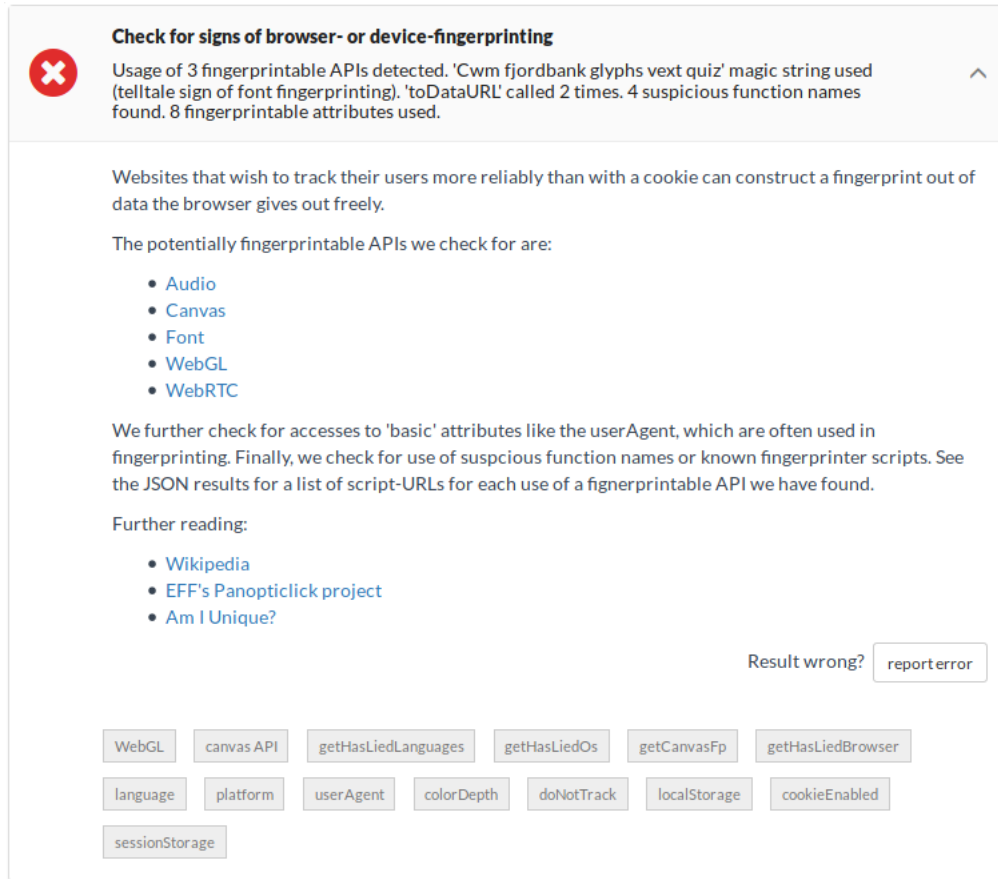 Check for signs of browser- or device-fingerprinting
Usage of 3 fingerprintable APIs detected. 'Cwm fjordbank glyphs vext quiz' magic string used
(telltale sign of font fingerprinting). 'toDataURL' called 2 times. 4 suspicious function names
found. 8 fingerprintable attributes used.
Websites that wish to track their users more reliably than with a cookie can construct a fingerprint out of
data the browser gives out freely.
The potentially fingerprintable APIs we check for are:
• Audio
• Canvas
• Font
• WebGL
• WebRTC
We further check for accesses to 'basic' attributes like the userAgent, which are often used in
fingerprinting. Finally, we check for use of suspcious function names or known fingerprinter scripts. See
the JSON results for a list of script-URLs for each use of a fignerprintable API we have found.
Further reading:
• Wikipedia
• EFF's Panopticlick project
• Am I Unique?
Result wrong? report error
WebGL canvas API getHasLiedLanguages getHasLiedOs getCanvasFp getHasLiedBrowser
language platform userAgent colorDepth doNotTrack localStorage cookieEnabled
sessionStorage